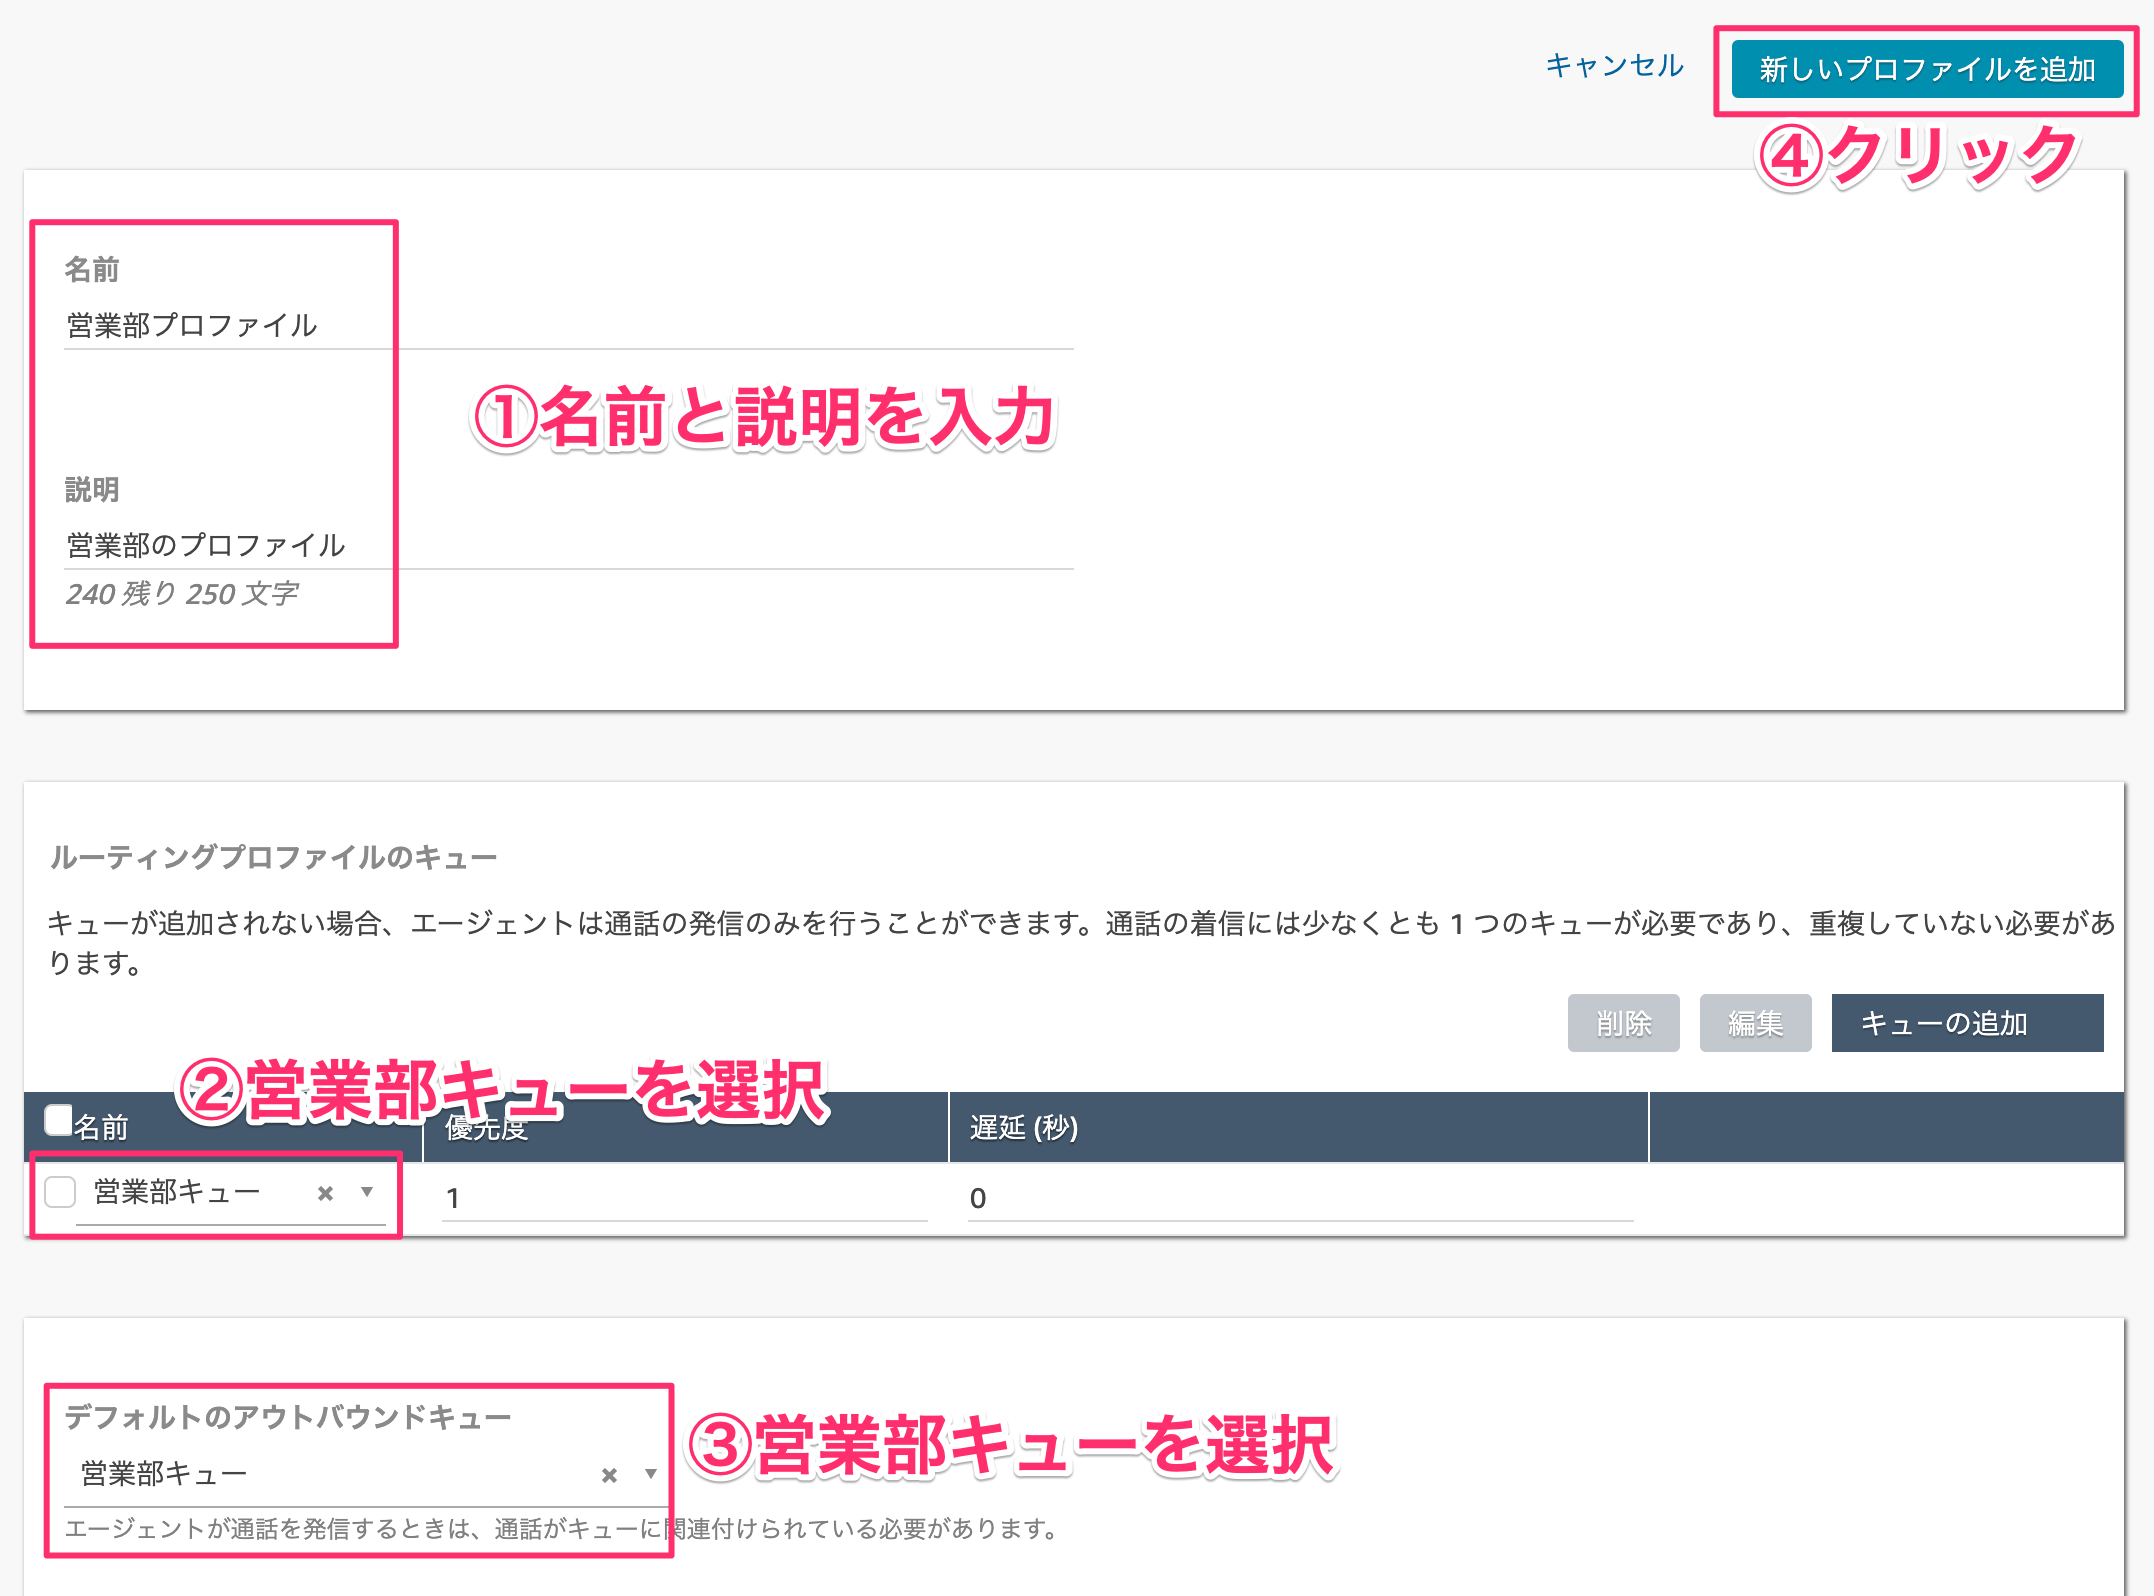 キャンセル
新しいプロファイルを追加
④クリック
名前
営業部プロファイル
①名前と説明を入力
説明
営業部のプロファイル
240 残り 250 文字
ルーティングプロファイルのキュー
キューが追加されない場合、エージェントは通話の発信のみを行うことができます。通話の着信には少なくとも 1 つのキューが必要であり、重複していない必要があ
ります。
削除
編集
キューの追加
②営業部キューを選択
名前
優先度
遅延 (秒)
営業部キュー
1
0
デフォルトのアウトバウンドキュー
③営業部キューを選択
営業部キュー
エージェントが通話を発信するときは、通話がキューに関連付けられている必要があります。